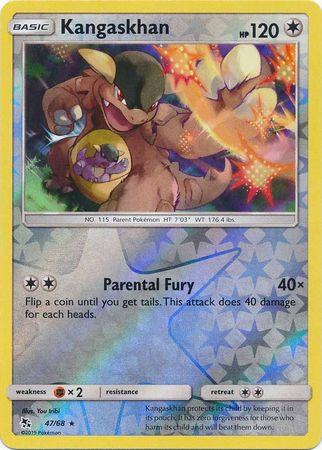 BASIC Kangaskhan HP 120
NO. 115 Parent Pokémon HT: 7'03" WT: 176.4 lbs.
Parental Fury 40×
Flip a coin until you get tails. This attack does 40 damage
for each heads.
weakness × 2 resistance retreat
Illus. You Iribi
47/68 ★
©2019 Pokémon
Kangaskhan protects its child by keeping it in
its pouch. It has zero forgiveness for those who
harm its child and will beat them down.